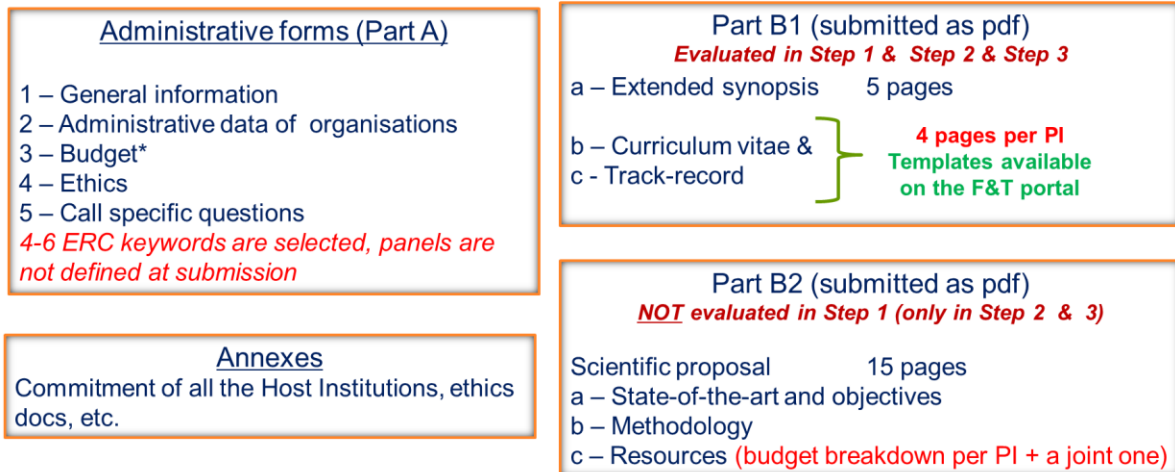 Administrative forms (Part A)
1 – General information
2 – Administrative data of organisations
3 – Budget*
4 – Ethics
5 – Call specific questions
4-6 ERC keywords are selected, panels are
not defined at submission
Annexes
Commitment of all the Host Institutions, ethics
docs, etc.
Part B1 (submitted as pdf)
Evaluated in Step 1 & Step 2 & Step 3
a – Extended synopsis 5 pages
b – Curriculum vitae &
c - Track-record
4 pages per PI
Templates available
on the F&T portal
Part B2 (submitted as pdf)
NOT evaluated in Step 1 (only in Step 2 & 3)
Scientific proposal 15 pages
a – State-of-the-art and objectives
b – Methodology
c – Resources (budget breakdown per PI + a joint one)